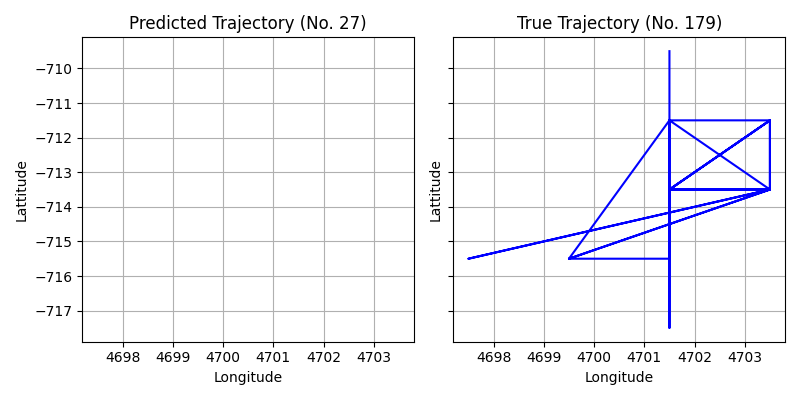 Predicted Trajectory (No. 27)
True Trajectory (No. 179)
−710
−711
−712
−713
−714
−715
−716
−717
Lattitude
Lattitude
4698 4699 4700 4701 4702 4703
4698 4699 4700 4701 4702 4703
Longitude
Longitude